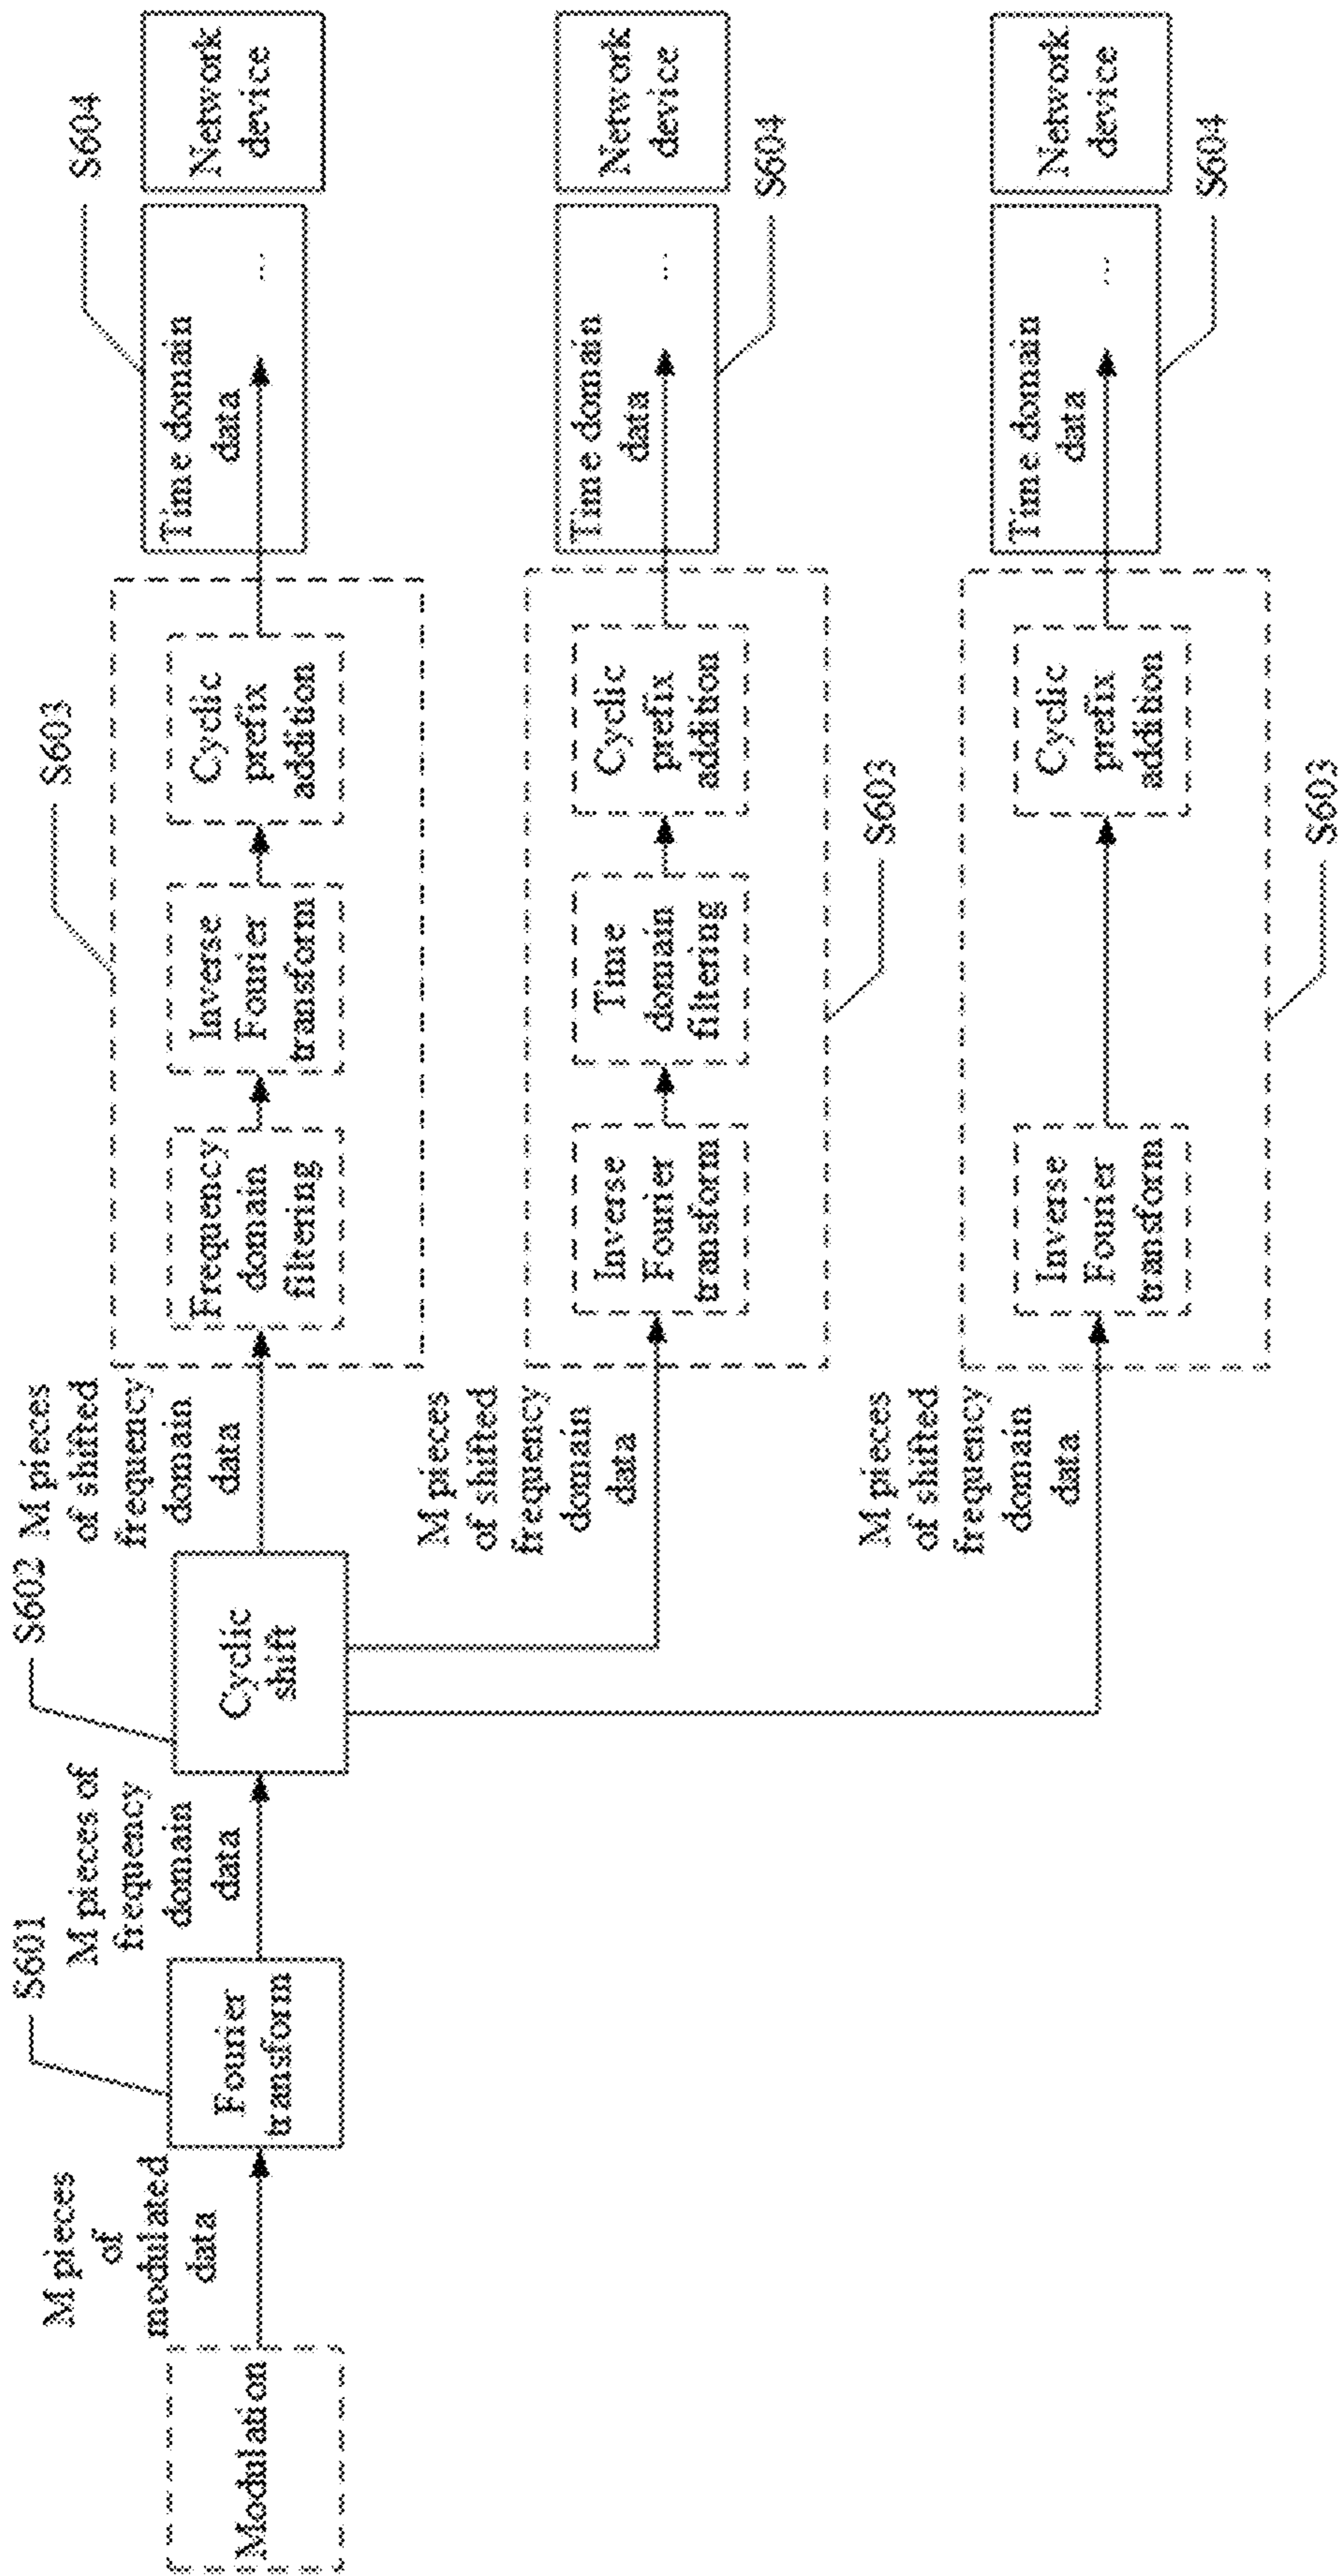 Modulation
M pieces
of
modulated
data
S601
Fourier
transform
M pieces of
frequency
domain
data
S602
Cyclic
shift
M pieces
of shifted
frequency
domain
data
S603
Frequency
domain
filtering
Inverse
Fourier
transform
Cyclic
prefix
addition
S604
Time domain
data
...
Network
device
M pieces
of shifted
frequency
domain
data
Inverse
Fourier
transform
Time
domain
filtering
Cyclic
prefix
addition
S603
Time domain
data
...
S604
Network
device
M pieces
of shifted
frequency
domain
data
Inverse
Fourier
transform
Cyclic
prefix
addition
S603
Time domain
data
...
S604
Network
device